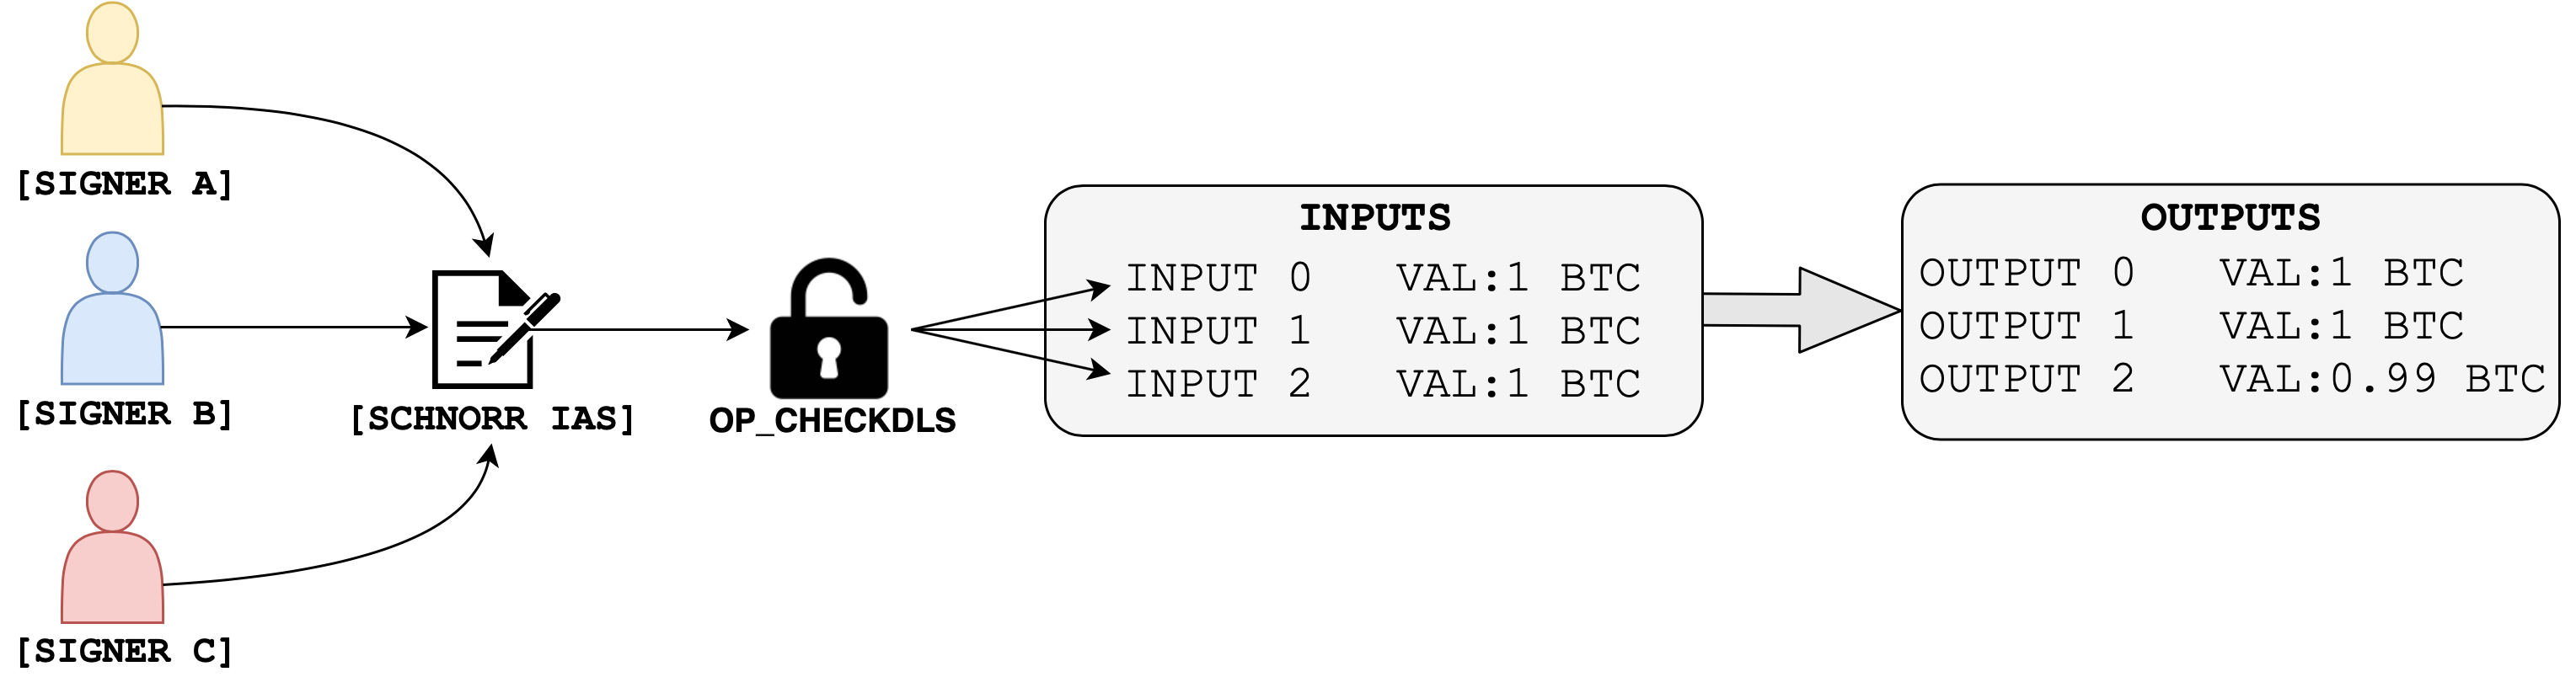 [SIGNER A]
[SIGNER B]
[SIGNER C]
[SCHNORR IAS]
OP_CHECKDLS
INPUTS
INPUT 0 VAL:1 BTC
INPUT 1 VAL:1 BTC
INPUT 2 VAL:1 BTC
OUTPUTS
OUTPUT 0 VAL:1 BTC
OUTPUT 1 VAL:1 BTC
OUTPUT 2 VAL:0.99 BTC